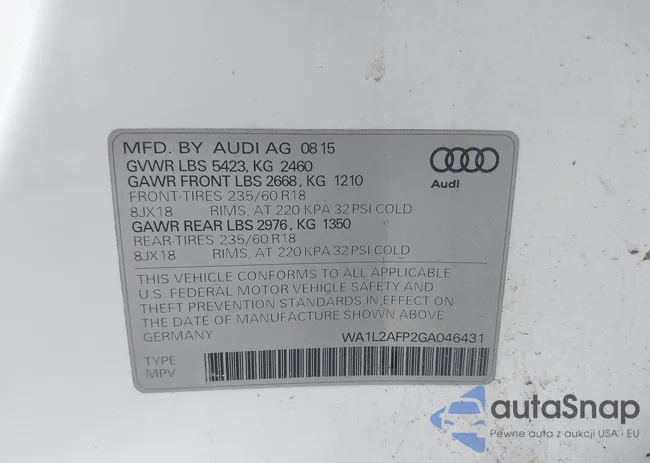 MFD. BY AUDI AG 08 15
GVWR LBS 5423, KG 2460
GAWR FRONT LBS 2668, KG 1210
FRONT-TIRES 235/60 R18
8JX18 RIMS, AT 220 KPA 32 PSI COLD
GAWR REAR LBS 2976, KG 1350
REAR-TIRES 235/60 R18
8JX18 RIMS, AT 220 KPA 32 PSI COLD
Audi
THIS VEHICLE CONFORMS TO ALL APPLICABLE
U.S. FEDERAL MOTOR VEHICLE SAFETY AND
THEFT PREVENTION STANDARDS IN EFFECT ON
THE DATE OF MANUFACTURE SHOWN ABOVE
GERMANY WA1L2AFP2GA046431
TYPE
MPV
autaSnap
Pewne auta z aukcji USA i EU